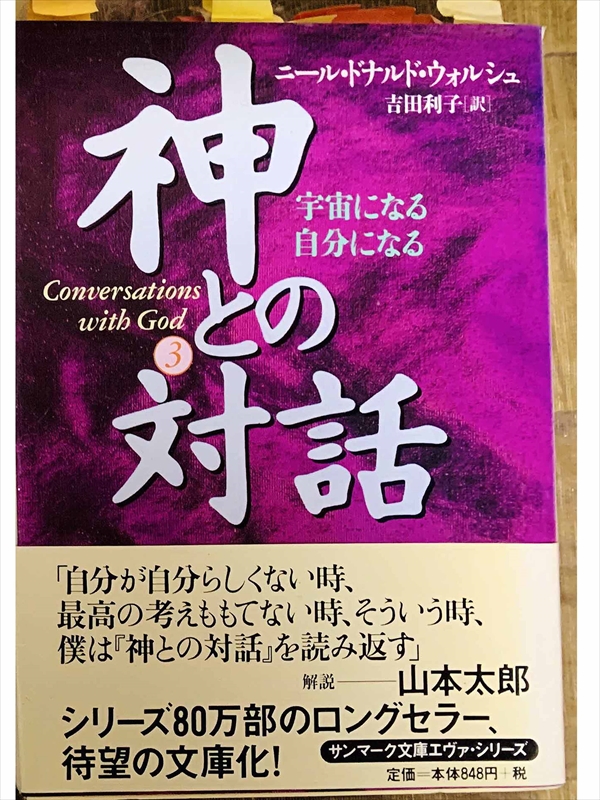 ニール・ドナルド・ウォルシュ
吉田利子[訳]
神との対話
宇宙になる
自分になる
Conversations
with God
3
「自分が自分らしくない時、
最高の考えももてない時、そういう時、
僕は『神との対話』を読み返す」
解説――山本太郎
シリーズ80万部のロングセラー、
待望の文庫化!
サンマーク文庫エヴァ・シリーズ
定価=本体848円+税